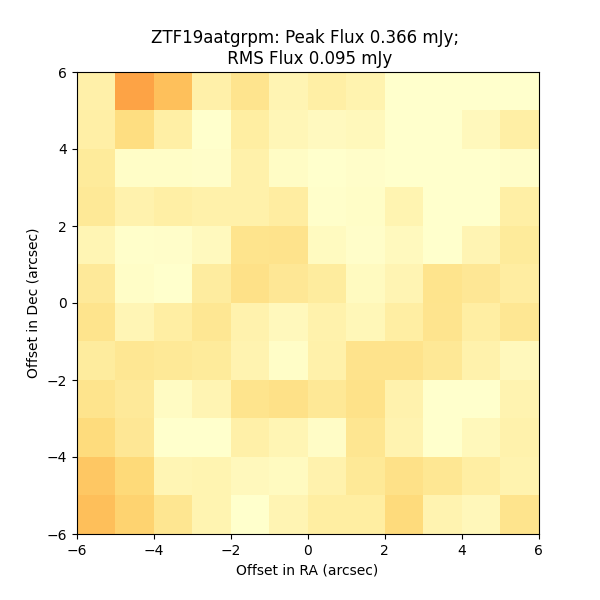 ZTF19aatgrpm: Peak Flux 0.366 mJy;
RMS Flux 0.095 mJy
6
4
2
0
−2
−4
−6
Offset in Dec (arcsec)
−6 −4 −2 0 2 4 6
Offset in RA (arcsec)